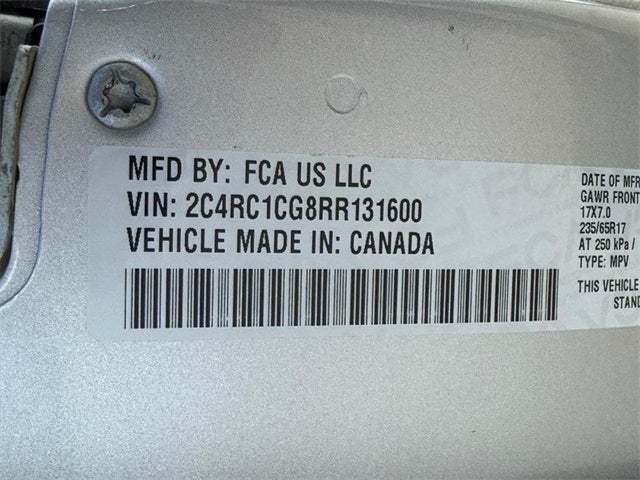 MFD BY: FCA US LLC
VIN: 2C4RC1CG8RR131600
VEHICLE MADE IN: CANADA
DATE OF MFR
GAWR FRONT
17X7.0
235/65R17
AT 250 kPa /
TYPE: MPV
THIS VEHICLE
STAND